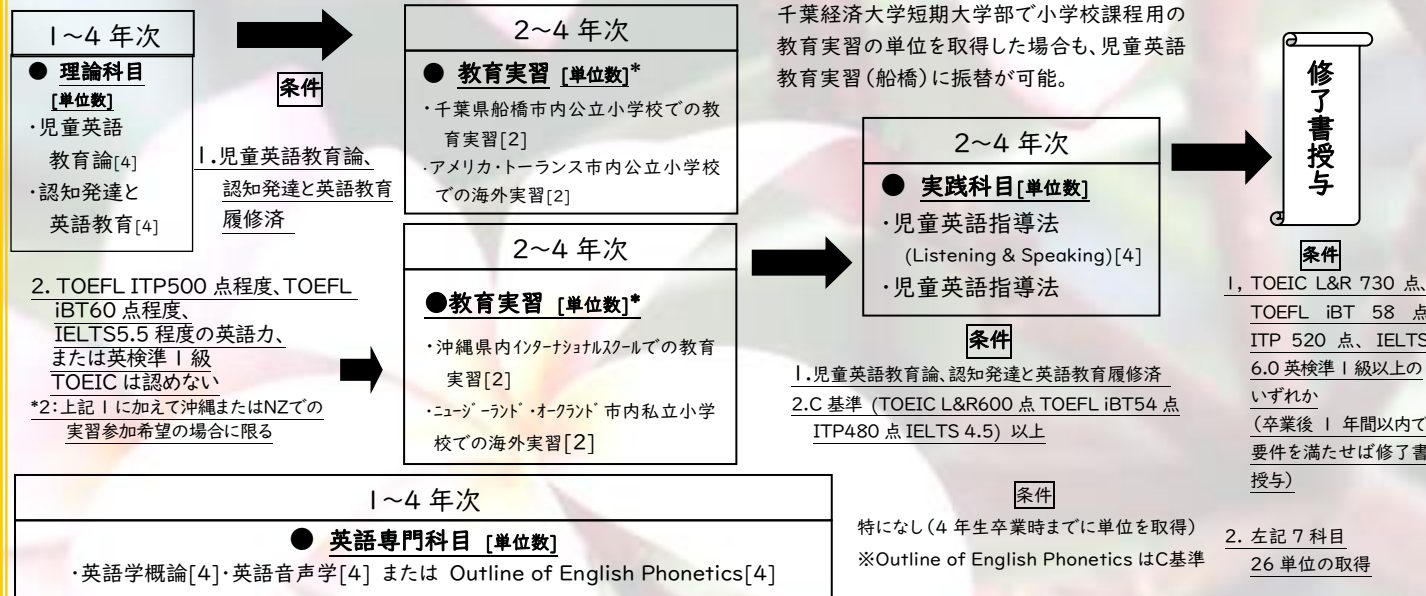 1~4 年次
● 理論科目
[単位数]
・児童英語
教育論[4]
・認知発達と
英語教育[4]
条件
1.児童英語教育論、
認知発達と英語教育
履修済
2. TOEFL ITP500 点程度、TOEFL
iBT60 点程度、
IELTS5.5 程度の英語力、
または英検準 1 級
TOEIC は認めない
*2:上記 1 に加えて沖縄またはNZでの
実習参加希望の場合に限る
2~4 年次
● 教育実習 [単位数]*
・千葉県船橋市内公立小学校での教
育実習[2]
・アメリカ・トーランス市内公立小学校
での海外実習[2]
2~4 年次
●教育実習 [単位数]*
・沖縄県内インターナショナルスクールでの教育
実習[2]
・ニュージーランド・オークランド市内私立小学
校での海外実習[2]
千葉経済大学短期大学部で小学校課程用の
教育実習の単位を取得した場合も、児童英語
教育実習(船橋)に振替が可能。
2~4 年次
● 実践科目[単位数]
・児童英語指導法
(Listening & Speaking)[4]
・児童英語指導法
条件
1.児童英語教育論、認知発達と英語教育履修済
2.C 基準 (TOEIC L&R600 点 TOEFL iBT54 点
ITP480 点 IELTS 4.5) 以上
修了書授与
条件
1, TOEIC L&R 730 点、
TOEFL iBT 58 点
ITP 520 点、 IELTS
6.0 英検準 1 級以上の
いずれか
(卒業後 1 年間以内で
要件を満たせば修了書
授与)
2. 左記 7 科目
26 単位の取得
1~4 年次
● 英語専門科目 [単位数]
・英語学概論[4]・英語音声学[4] または Outline of English Phonetics[4]
条件
特になし(4 年生卒業時までに単位を取得)
※Outline of English Phonetics はC基準